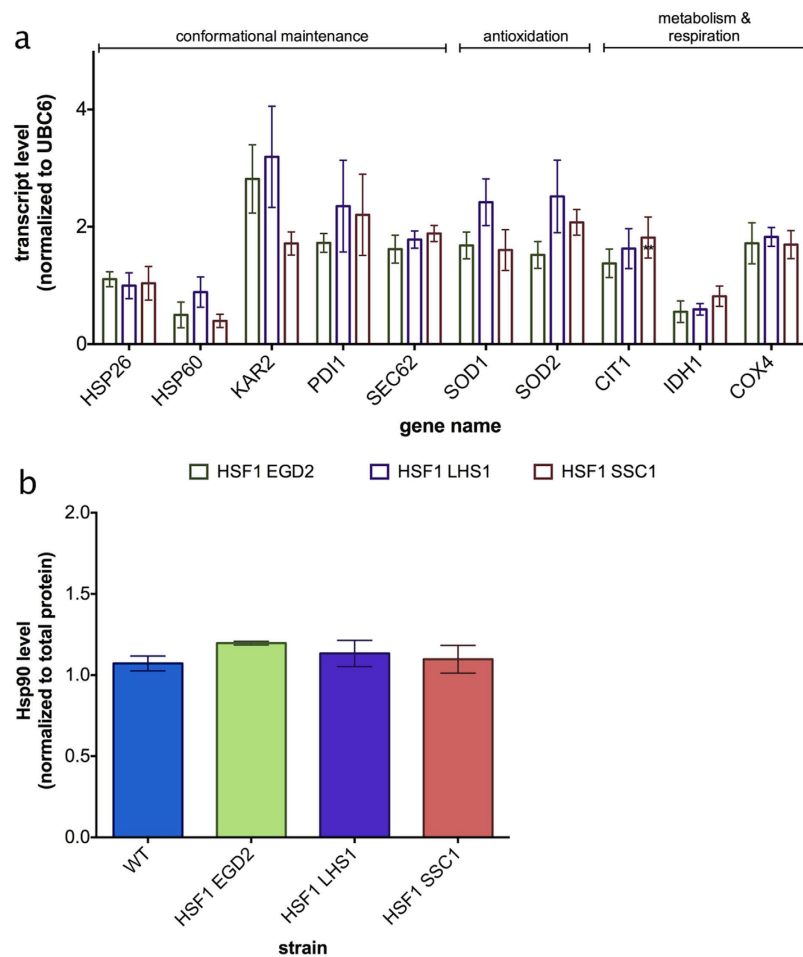 a
conformational maintenance
antioxidation
metabolism &
respiration
transcript level
(normalized to UBC6)
4
2
0
**
HSP26
HSP60
KAR2
PDI1
SEC62
SOD1
SOD2
CIT1
IDH1
COX4
gene name
HSF1 EGD2
HSF1 LHS1
HSF1 SSC1
b
Hsp90 level
(normalized to total protein)
2.0
1.5
1.0
0.5
0.0
WT
HSF1 EGD2
HSF1 LHS1
HSF1 SSC1
strain